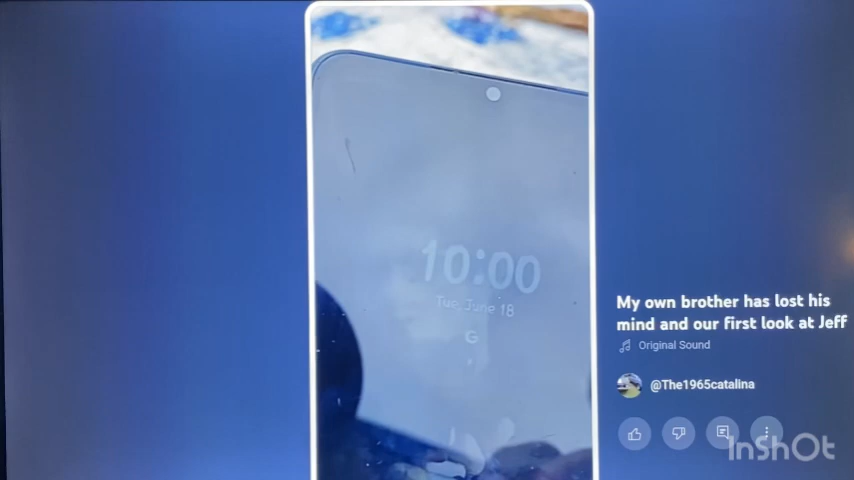 10:00
Tue, June 18
G
My own brother has lost his
mind and our first look at Jeff
Original Sound
@The1965catalina
InShOt